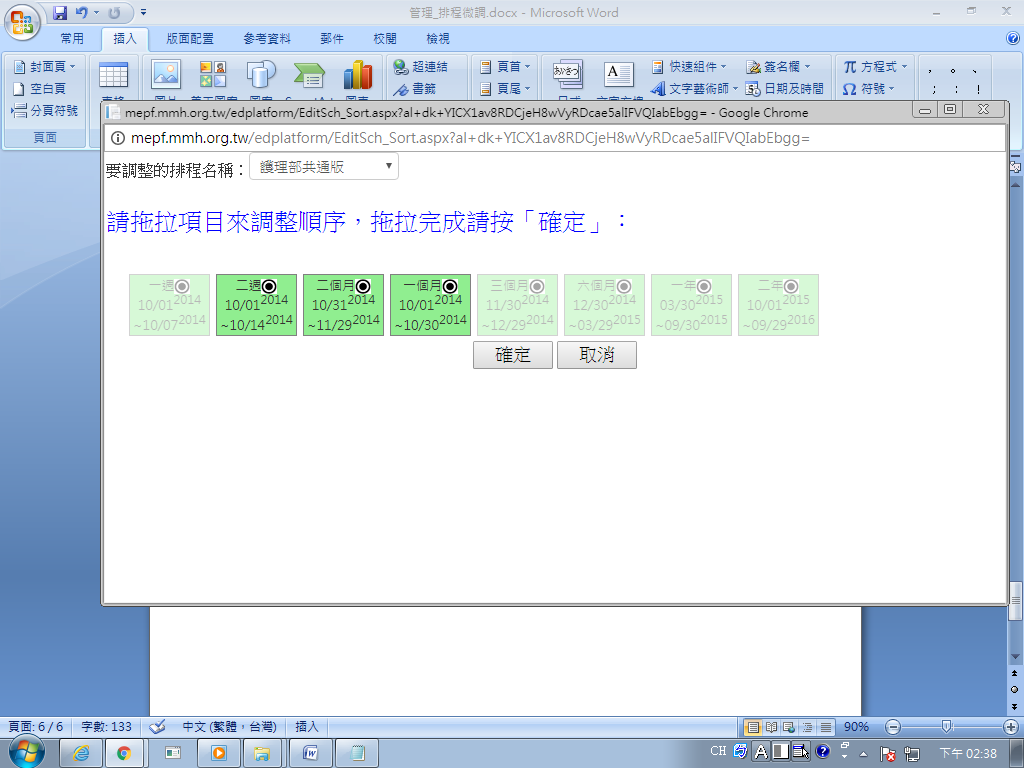 管理_排程微調.docx - Microsoft Word
常用 插入 版面配置 參考資料 郵件 校閱 檢視
封面頁 超連結 頁首 快速組件 簽名欄 π 方程式
空白頁 書籤 頁尾 文字藝術師 日期及時間 Ω 符號
分頁符號
頁面
mepf.mmh.org.tw/edplatform/EditSch_Sort.aspx?al+dk+YICX1av8RDCjeH8wVyRDcae5alIFVQIabEbgg= - Google Chrome
mepf.mmh.org.tw/edplatform/EditSch_Sort.aspx?al+dk+YICX1av8RDCjeH8wVyRDcae5alIFVQIabEbgg=
要調整的排程名稱：護理部共通版
請拖拉項目來調整順序，拖拉完成請按「確定」：
一週 二週 二個月 一個月 三個月 六個月 一年 二年
10/01 2014 10/01 2014 10/31 2014 10/01 2014 11/30 2014 12/30 2014 03/30 2015 10/01 2015
~10/07 2014 ~10/14 2014 ~11/29 2014 ~10/30 2014 ~12/29 2014 ~03/29 2015 ~09/30 2015 ~09/29 2016
確定 取消
頁面: 6 / 6 字數: 133 中文 (繁體，台灣) 插入 90%
CH A 下午 02:38